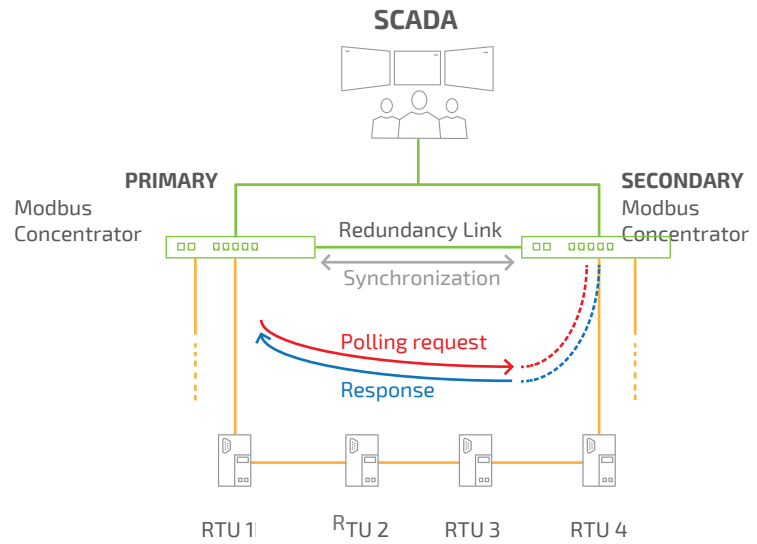 SCADA
PRIMARY
SECONDARY
Modbus
Concentrator
Modbus
Concentrator
Redundancy Link
Synchronization
Polling request
Response
RTU 1
RTU 2
RTU 3
RTU 4